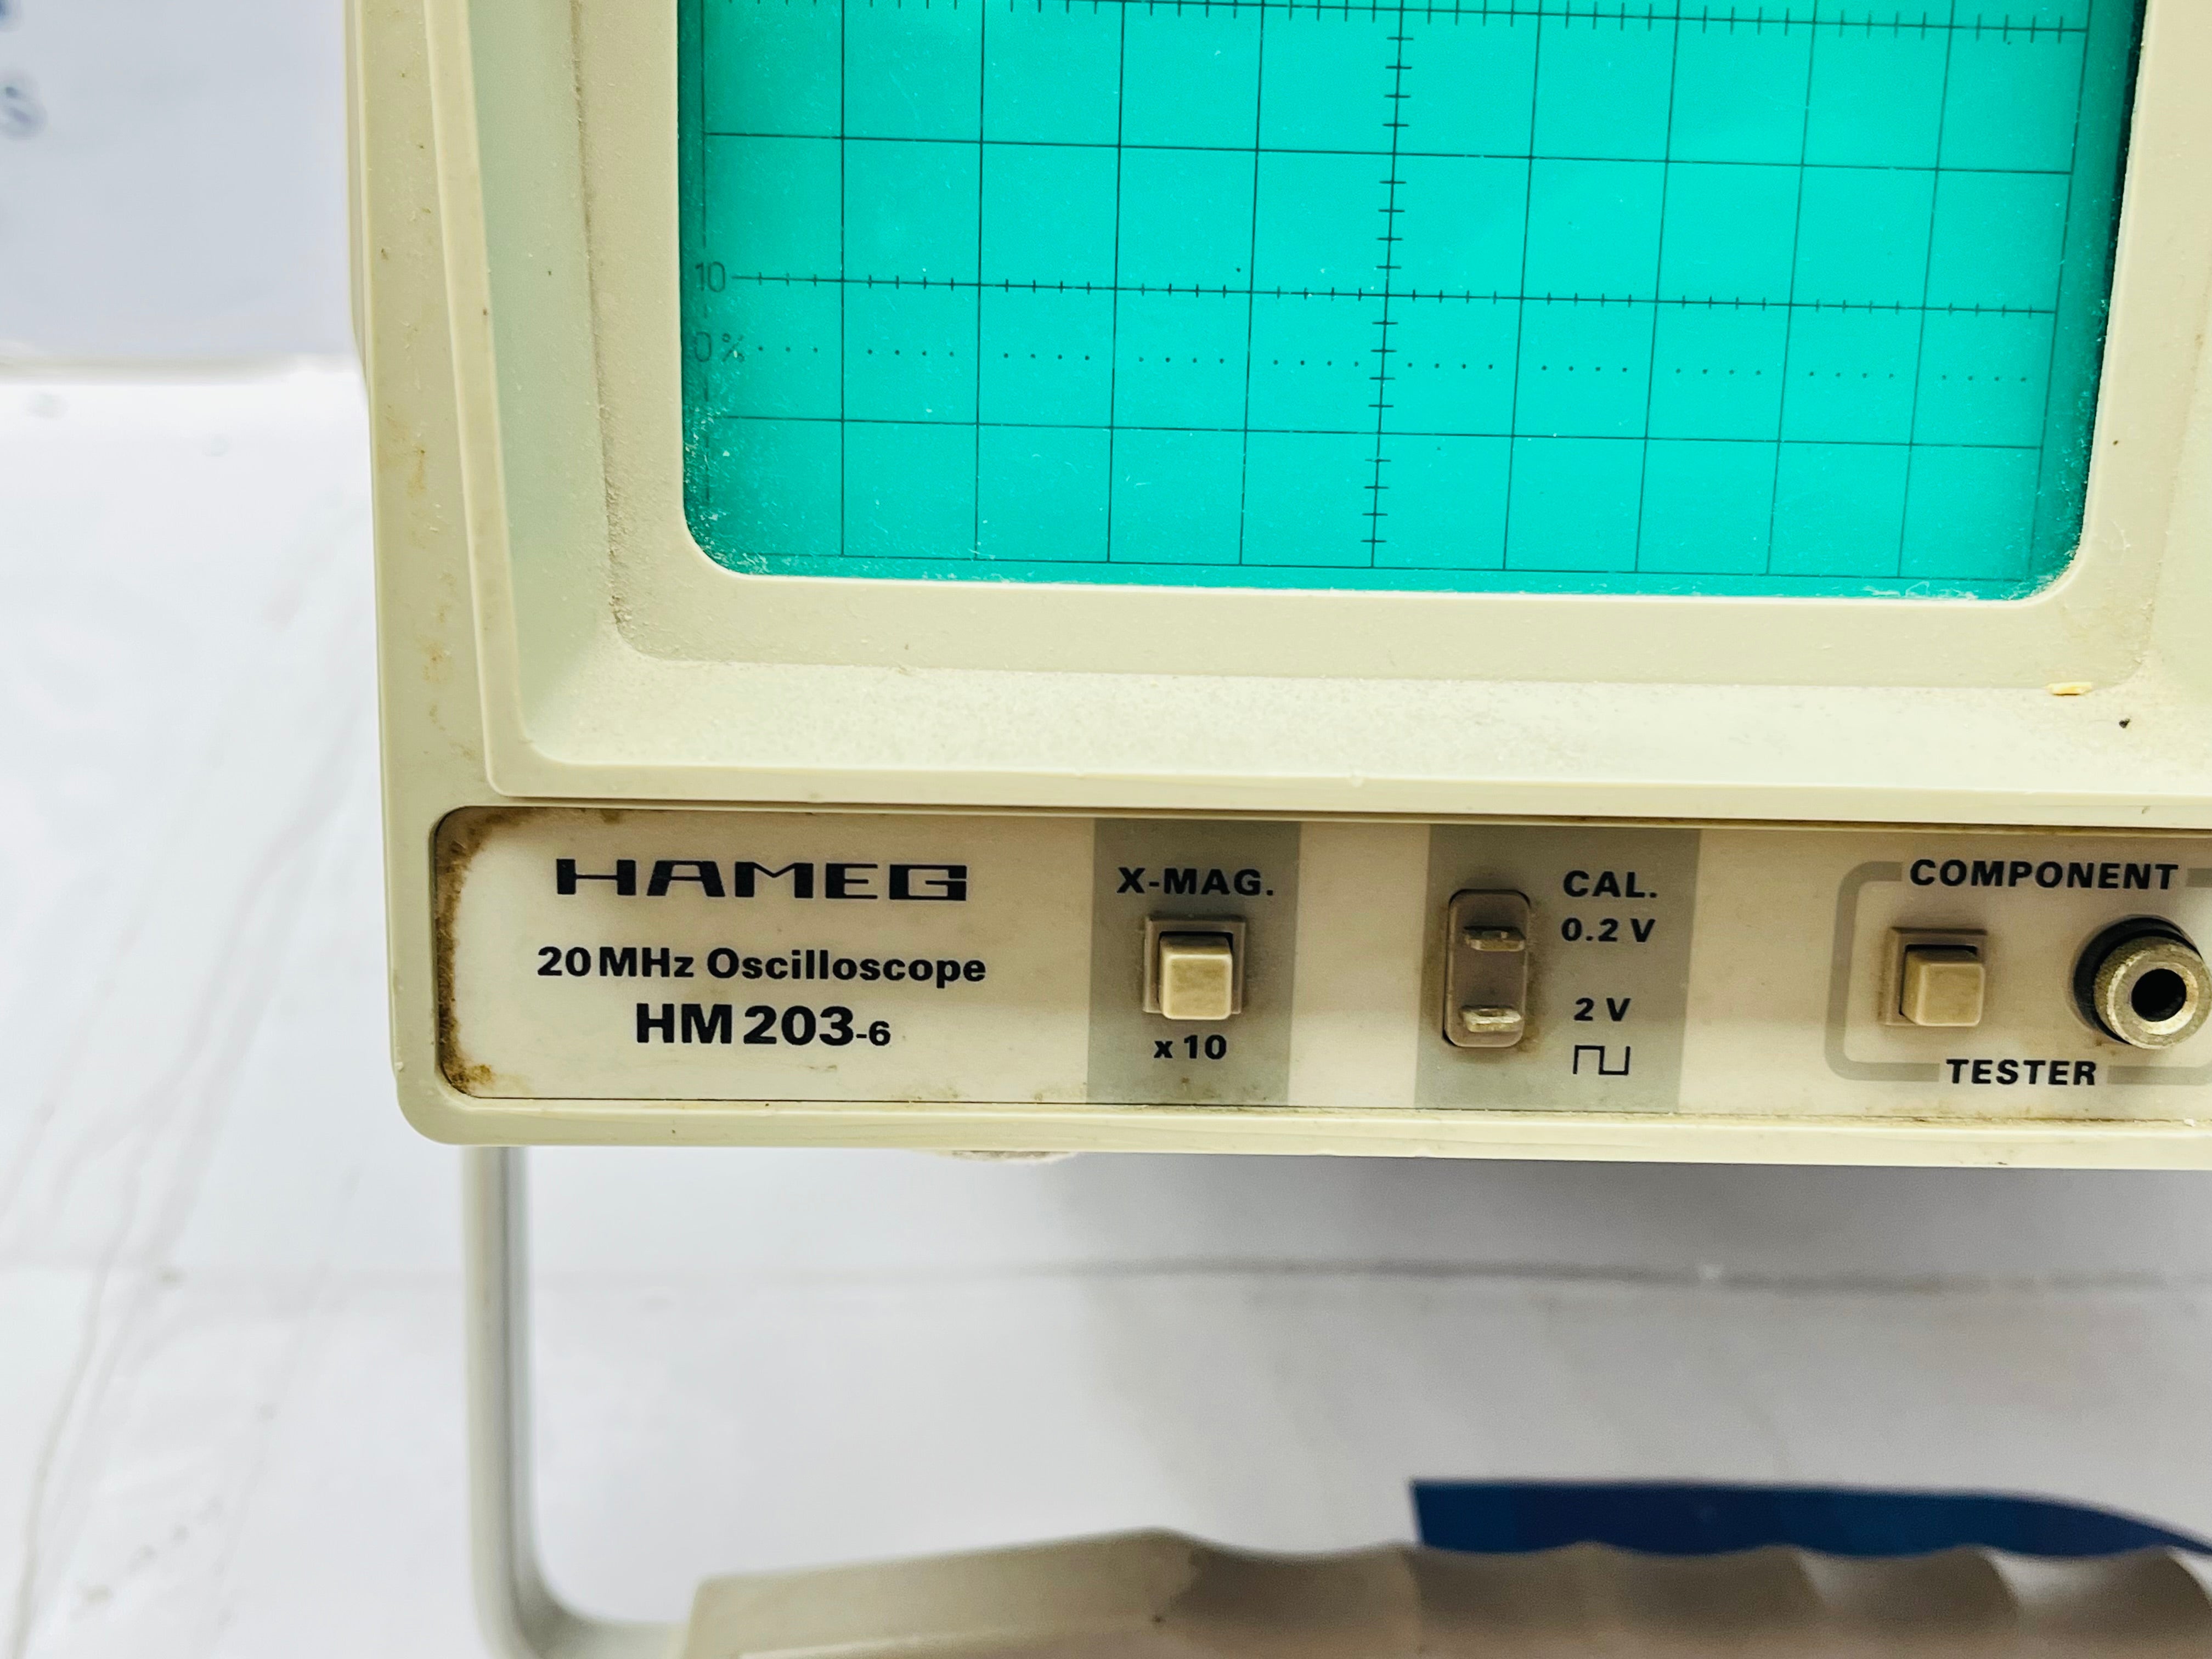 10
0%
HAMEG
20 MHz Oscilloscope
HM 203-6
X-MAG.
x 10
CAL.
0.2 V
2 V
COMPONENT
TESTER